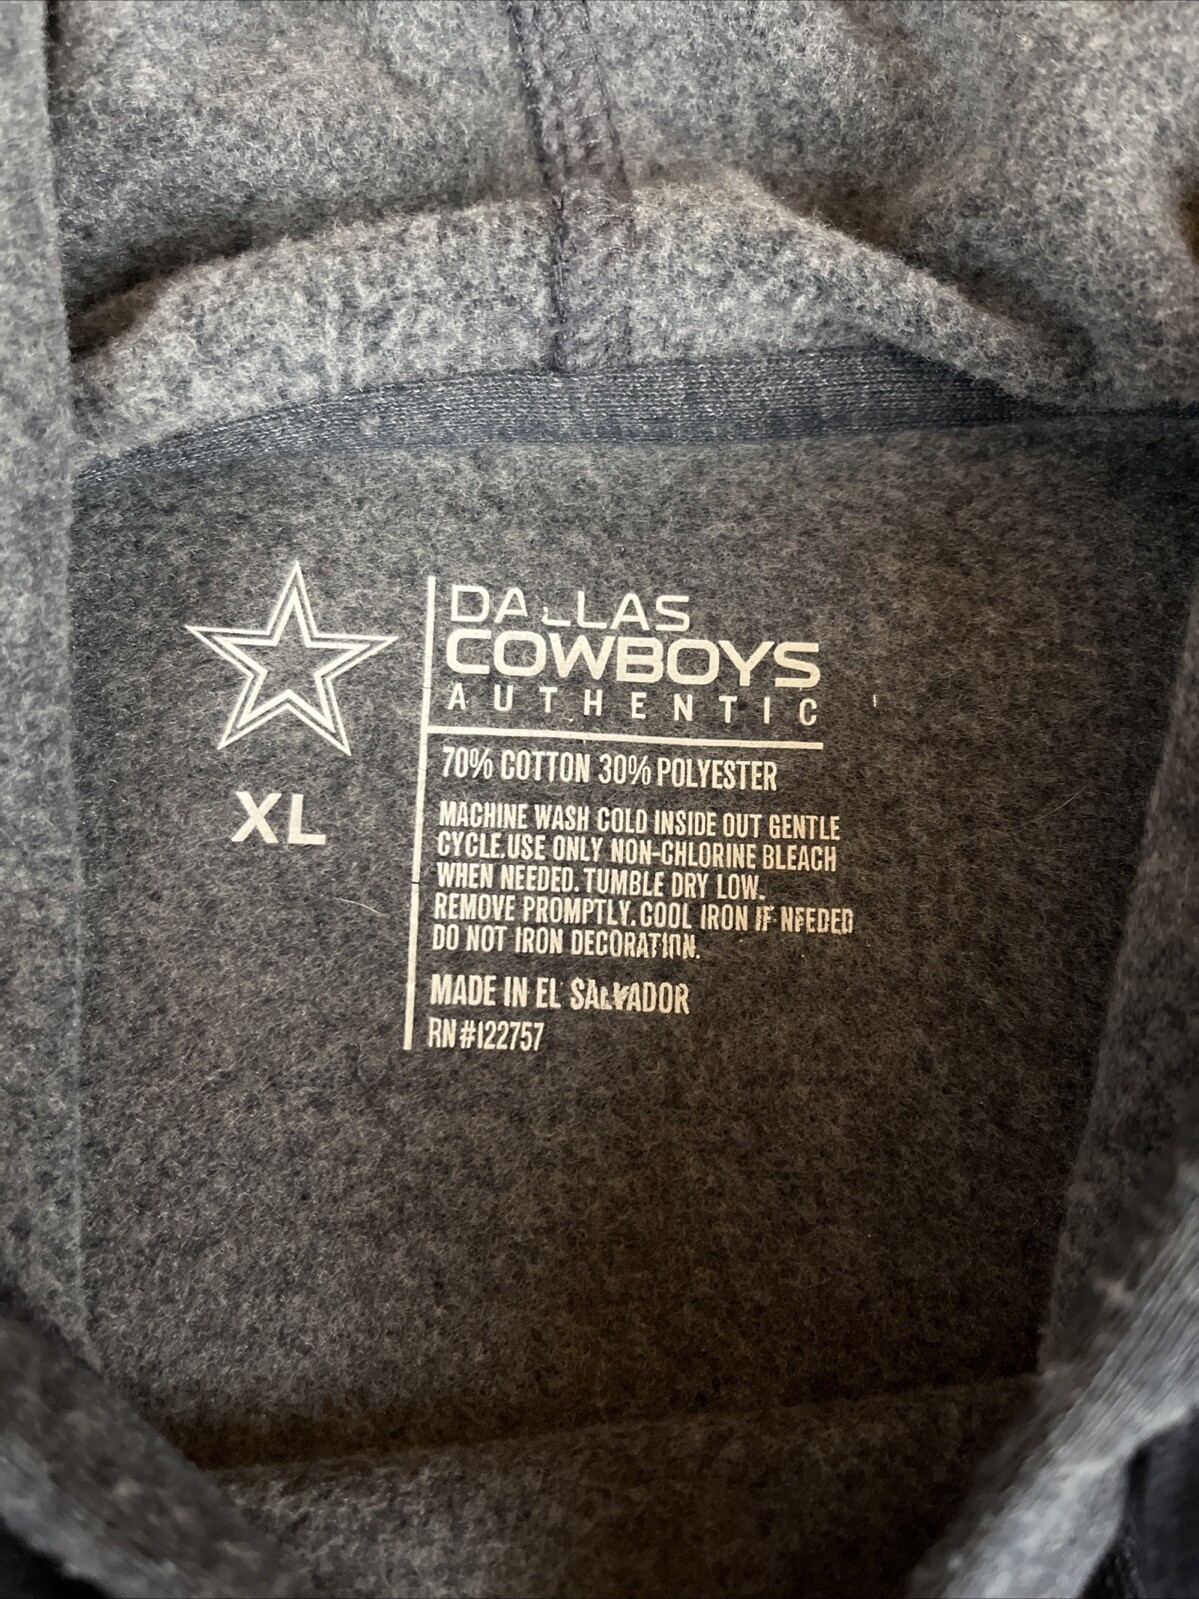 DALLAS
COWBOYS
AUTHENTIC
XL
70% COTTON 30% POLYESTER
MACHINE WASH COLD INSIDE OUT GENTLE
CYCLE.USE ONLY NON-CHLORINE BLEACH
WHEN NEEDED. TUMBLE DRY LOW.
REMOVE PROMPTLY. COOL IRON IF NEEDED
DO NOT IRON DECORATION.
MADE IN EL SALVADOR
RN#122757